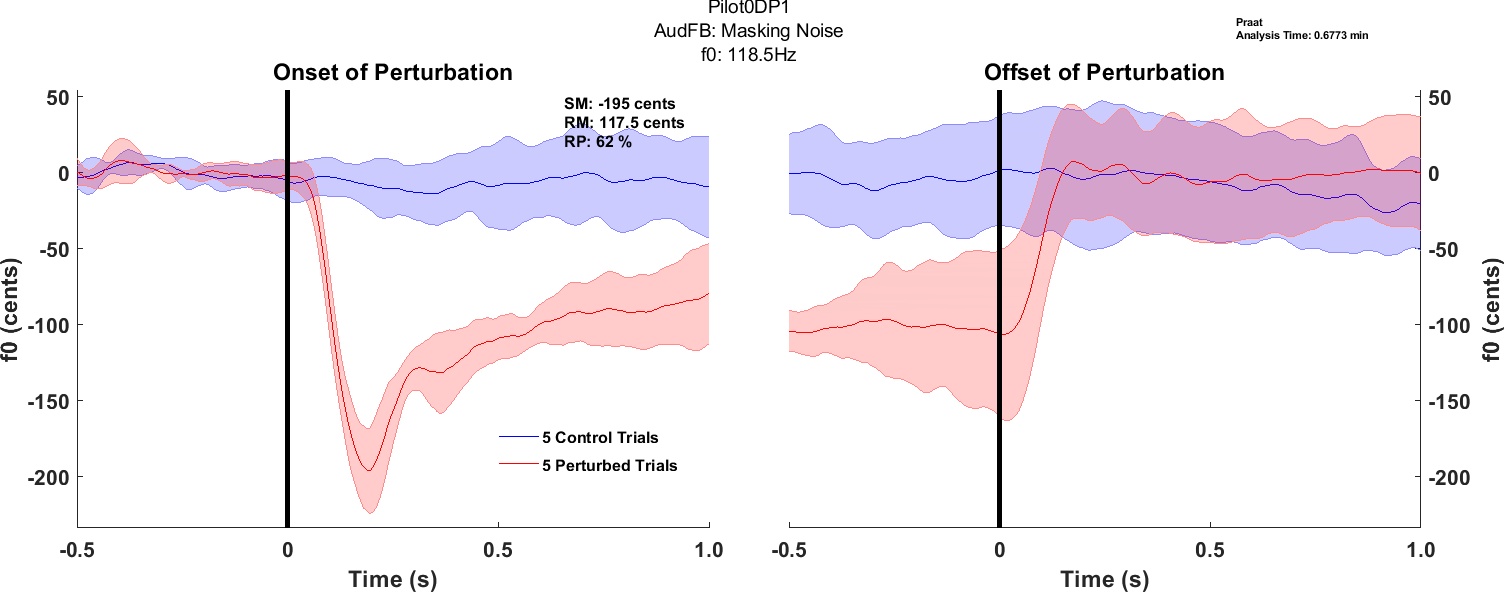 Pilot0DP1
AudFB: Masking Noise
f0: 118.5Hz
Praat
Analysis Time: 0.6773 min
Onset of Perturbation
Offset of Perturbation
SM: -195 cents
RM: 117.5 cents
RP: 62 %
50
0
-50
-100
-150
-200
f0 (cents)
5 Control Trials
5 Perturbed Trials
-0.5 0 0.5 1.0
Time (s)
50
0
-50
-100
-150
-200
f0 (cents)
-0.5 0 0.5 1.0
Time (s)